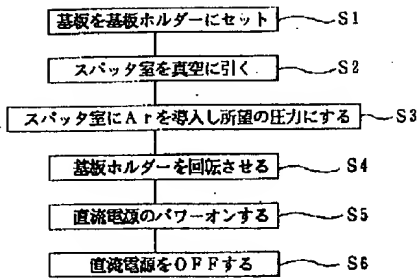 基板を基板ホルダーにセット S1
スパッタ室を真空に引く S2
スパッタ室にArを導入し所望の圧力にする S3
基板ホルダーを回転させる S4
直流電源のパワーオンする S5
直流電源をOFFする S6